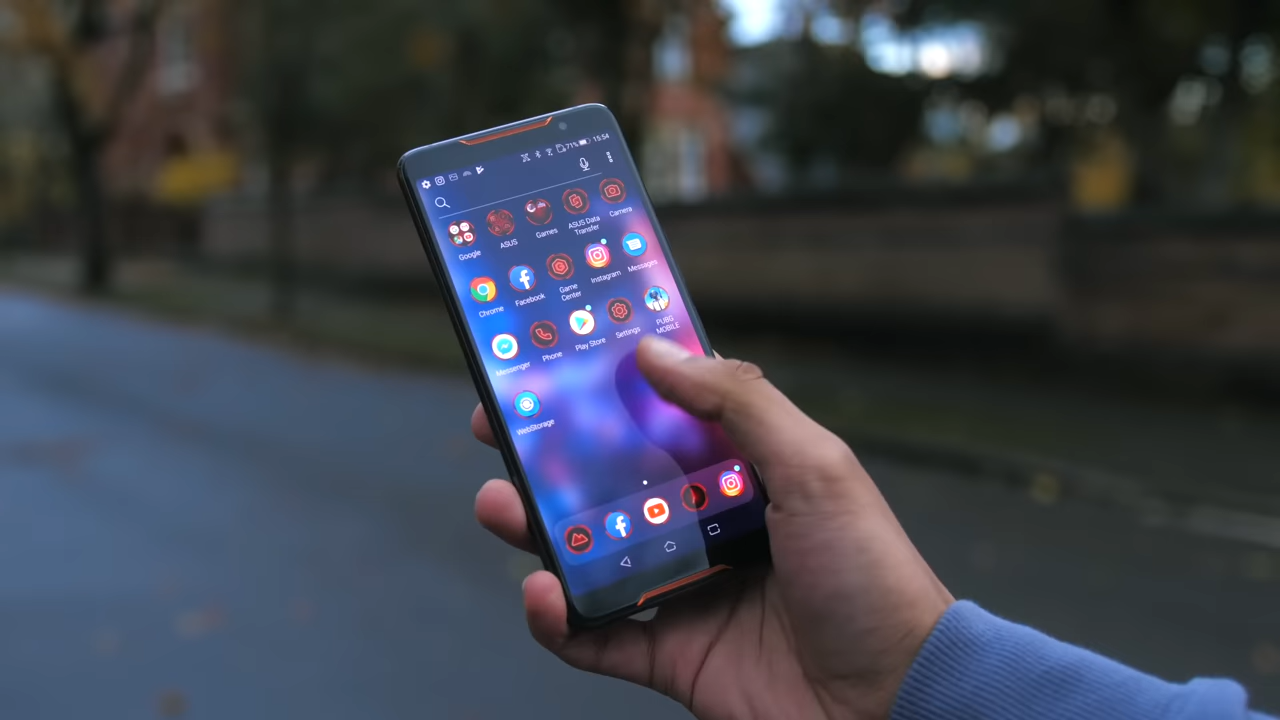 71% 15:54
Google
ASUS
Games
ASUS Data
Transfer
Camera
Chrome
Facebook
Game
Center
Instagram
Messages
Messenger
Phone
Play Store
Settings
PUBG
MOBILE
WebStorage